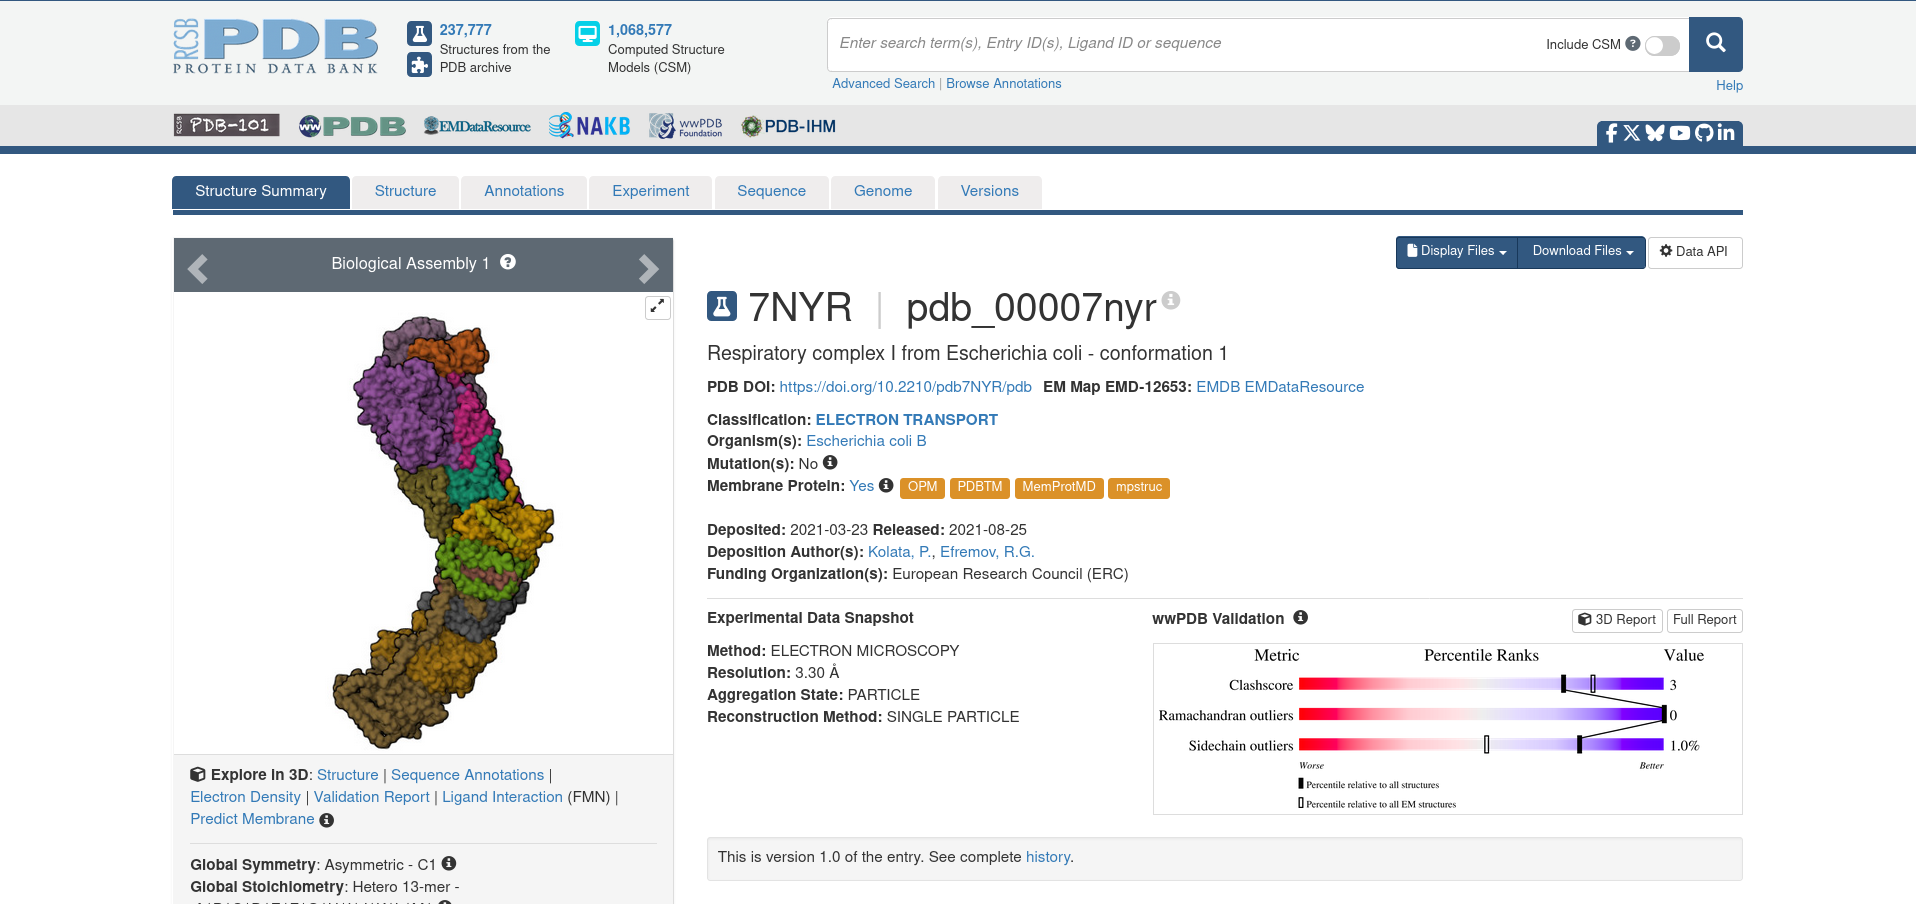 RCSB PDB
PROTEIN DATA BANK
237,777
Structures from the
PDB archive
1,068,577
Computed Structure
Models (CSM)
Enter search term(s), Entry ID(s), Ligand ID or sequence
Include CSM
Advanced Search | Browse Annotations
Help
RCSB PDB-101
wwPDB
EMDataResource
NAKB
wwPDB
Foundation
PDB-IHM
Structure Summary
Structure
Annotations
Experiment
Sequence
Genome
Versions
Biological Assembly 1
Display Files
Download Files
Data API
7NYR | pdb_00007nyr
Respiratory complex I from Escherichia coli - conformation 1
PDB DOI: https://doi.org/10.2210/pdb7NYR/pdb EM Map EMD-12653: EMDB EMDataResource
Classification: ELECTRON TRANSPORT
Organism(s): Escherichia coli B
Mutation(s): No
Membrane Protein: Yes OPM PDBTM MemProtMD mpstruc
Deposited: 2021-03-23 Released: 2021-08-25
Deposition Author(s): Kolata, P., Efremov, R.G.
Funding Organization(s): European Research Council (ERC)
Experimental Data Snapshot
Method: ELECTRON MICROSCOPY
Resolution: 3.30 Å
Aggregation State: PARTICLE
Reconstruction Method: SINGLE PARTICLE
wwPDB Validation
3D Report
Full Report
Metric Percentile Ranks Value
Clashscore 3
Ramachandran outliers 0
Sidechain outliers 1.0%
Worse Better
Percentile relative to all structures
Percentile relative to all EM structures
This is version 1.0 of the entry. See complete history.
Explore in 3D: Structure | Sequence Annotations |
Electron Density | Validation Report | Ligand Interaction (FMN) |
Predict Membrane
Global Symmetry: Asymmetric - C1
Global Stoichiometry: Hetero 13-mer -